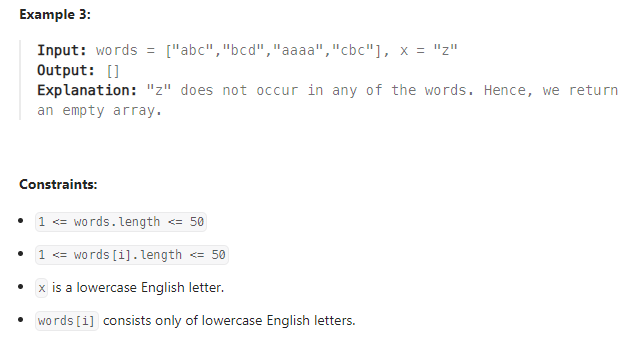 Example 3:
Input: words = ["abc","bcd","aaaa","cbc"], x = "z"
Output: []
Explanation: "z" does not occur in any of the words. Hence, we return
an empty array.
Constraints:
• 1 <= words.length <= 50
• 1 <= words[i].length <= 50
• x is a lowercase English letter.
• words[i] consists only of lowercase English letters.